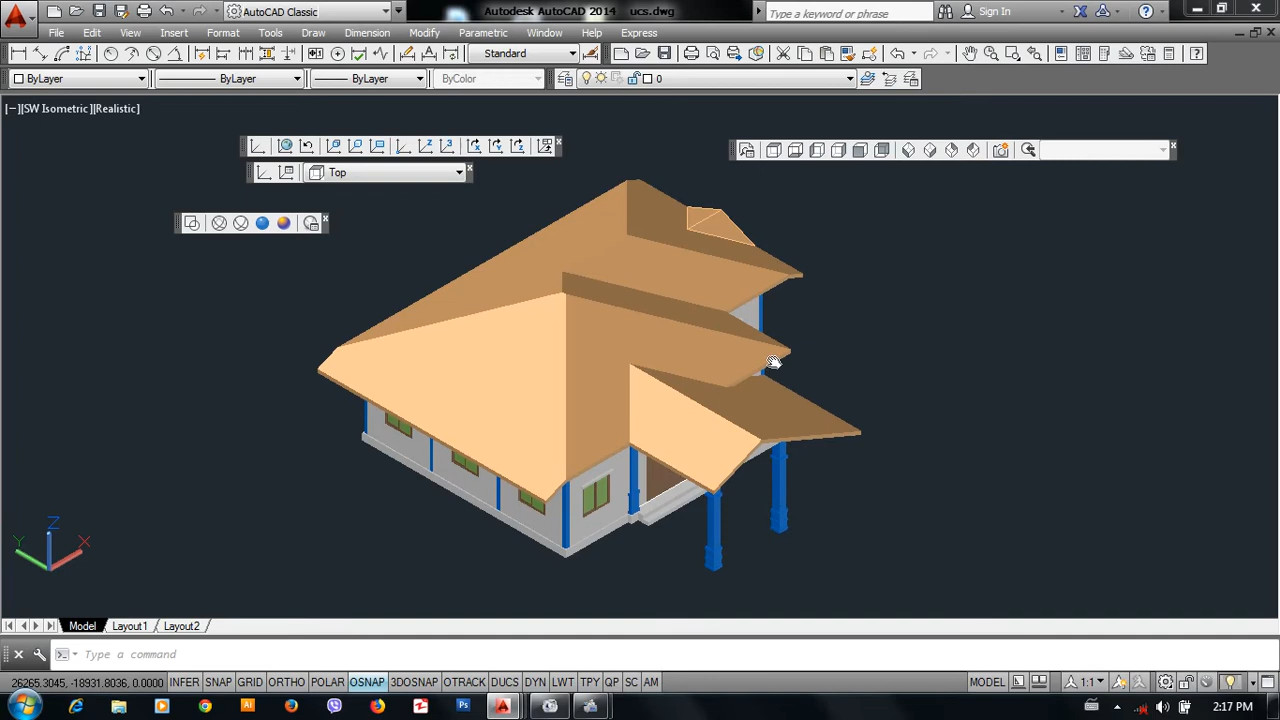 AutoCAD Classic
Autodesk AutoCAD 2014 ucs.dwg
Type a keyword or phrase
Sign In
File Edit View Insert Format Tools Draw Dimension Modify Parametric Window Help Express
Standard
ByLayer ByLayer ByLayer ByColor 0
[−][SW Isometric][Realistic]
Top
Z
Y X
Model Layout1 Layout2
Type a command
26265.3045, -18931.8036, 0.0000 INFER SNAP GRID ORTHO POLAR OSNAP 3DOSNAP OTRACK DUCS DYN LWT TPY QP SC AM MODEL 1:1
Ai Ps 2:17 PM